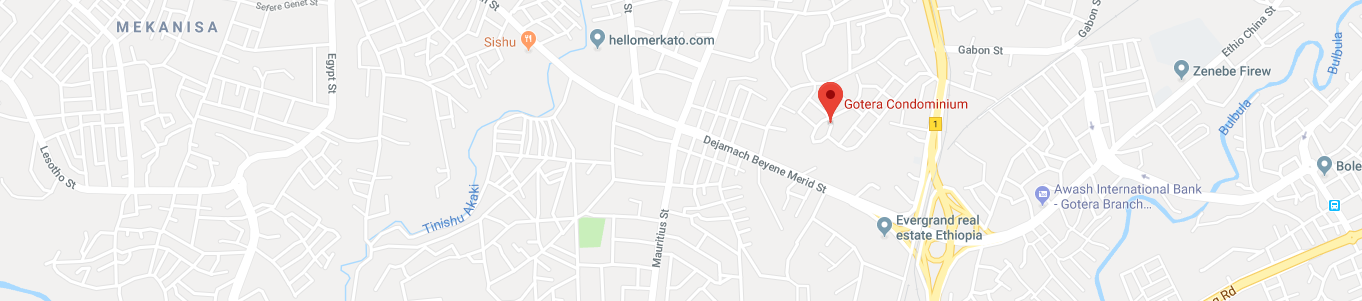 Sefere Genet St
MEKANISA
Sishu
hellomerkato.com
St
Gabon St
Gabon St
Ethio China St
Bulbula
Zenebe Firew
Egypt St
Gotera Condominium
1
Bulbula
Dejamach Beyene Merid St
Lesotho St
Bole
Tinishu Akaki
Awash International Bank
- Gotera Branch...
Mauritius St
Evergrand real
estate Ethiopia
Rd